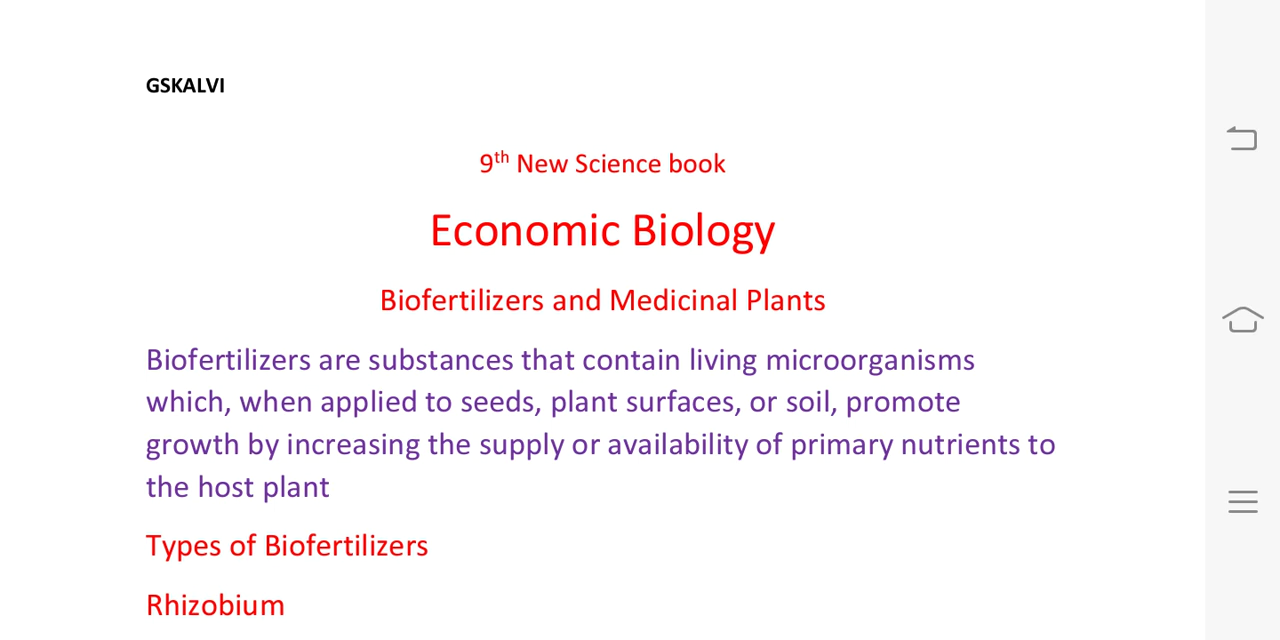 GSKALVI
9th New Science book
Economic Biology
Biofertilizers and Medicinal Plants
Biofertilizers are substances that contain living microorganisms
which, when applied to seeds, plant surfaces, or soil, promote
growth by increasing the supply or availability of primary nutrients to
the host plant
Types of Biofertilizers
Rhizobium